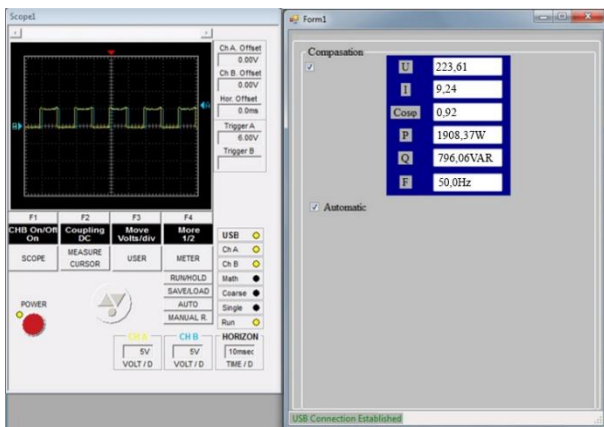 Scope1
Ch A. Offset
0.00V
Ch B. Offset
0.00V
Hor. Offset
0.0ms
Trigger A
6.00V
Trigger B
A
B
F1
F2
F3
F4
CHB On/Off
On
Coupling
DC
Move
Volts/div
More
1/2
SCOPE
MEASURE
CURSOR
USER
METER
RUN/HOLD
SAVE/LOAD
AUTO
MANUAL R.
POWER
USB
Ch A
Ch B
Math
Coarse
Single
Run
CH A
5V
VOLT / D
CH B
5V
VOLT / D
HORIZON
10msec
TIME / D
Form1
Compasation
U 223,61
I 9,24
Cosφ 0,92
P 1908,37W
Q 796,06VAR
F 50,0Hz
Automatic
USB Connection Established